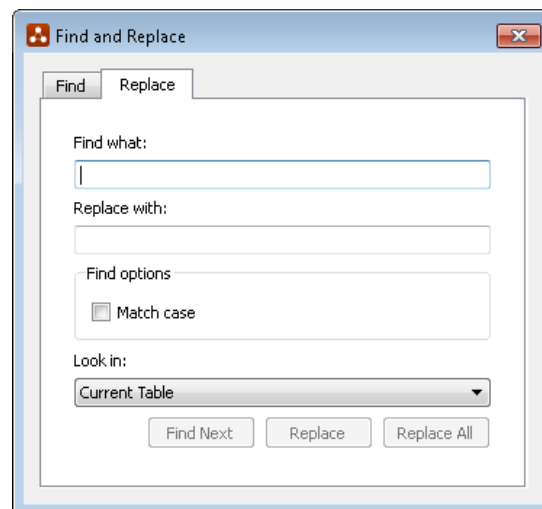 Find and Replace
Find Replace
Find what:
Replace with:
Find options
Match case
Look in:
Current Table
Find Next Replace Replace All